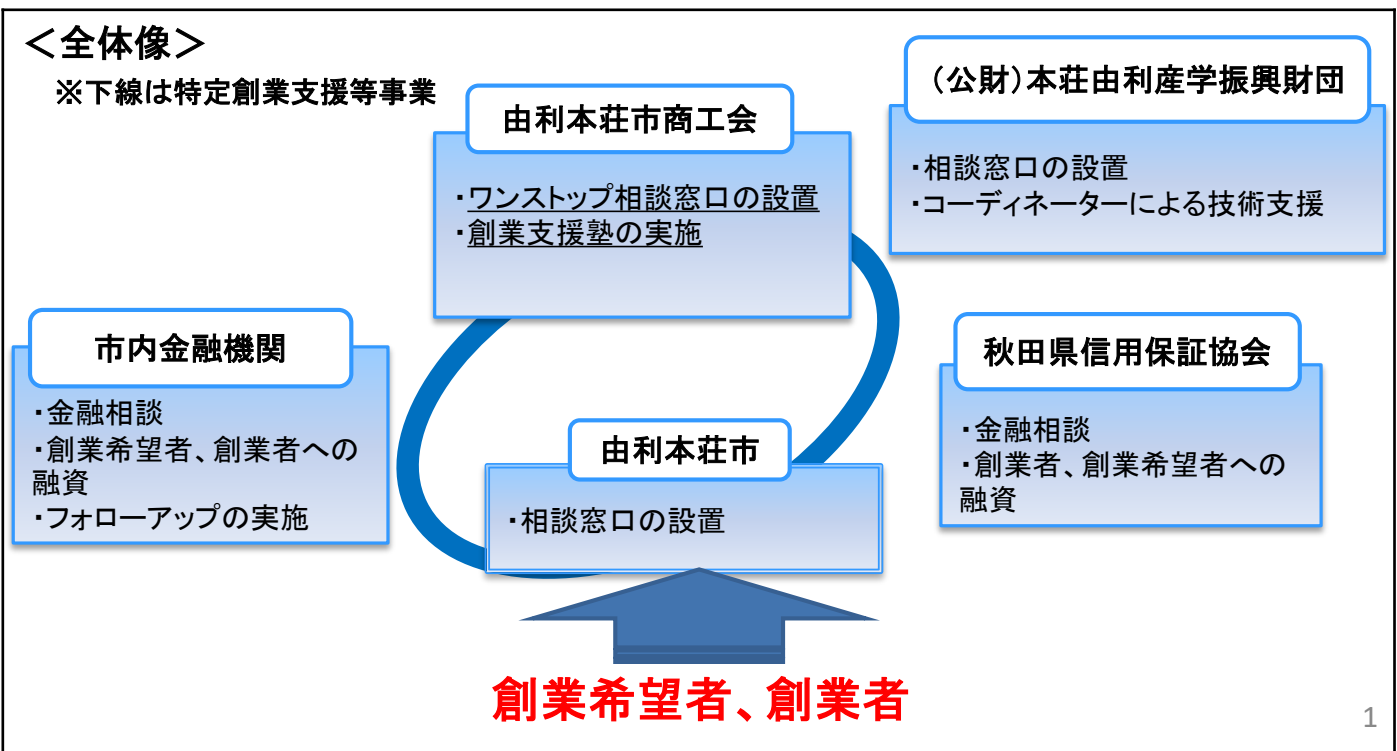 ＜全体像＞
※下線は特定創業支援等事業
由利本荘市商工会
・ワンストップ相談窓口の設置
・創業支援塾の実施
（公財）本荘由利産学振興財団
・相談窓口の設置
・コーディネーターによる技術支援
市内金融機関
・金融相談
・創業希望者、創業者への
融資
・フォローアップの実施
秋田県信用保証協会
・金融相談
・創業者、創業希望者への
融資
由利本荘市
・相談窓口の設置
創業希望者、創業者
1